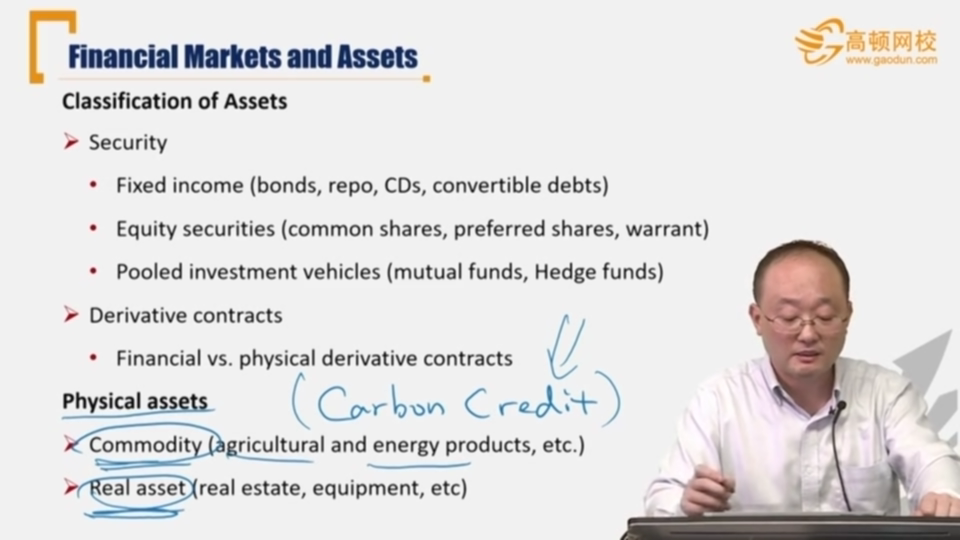 Financial Markets and Assets
高顿网校
www.gaodun.com
Classification of Assets
Security
Fixed income (bonds, repo, CDs, convertible debts)
Equity securities (common shares, preferred shares, warrant)
Pooled investment vehicles (mutual funds, Hedge funds)
Derivative contracts
Financial vs. physical derivative contracts
Physical assets
(Carbon Credit)
Commodity (agricultural and energy products, etc.)
Real asset (real estate, equipment, etc)